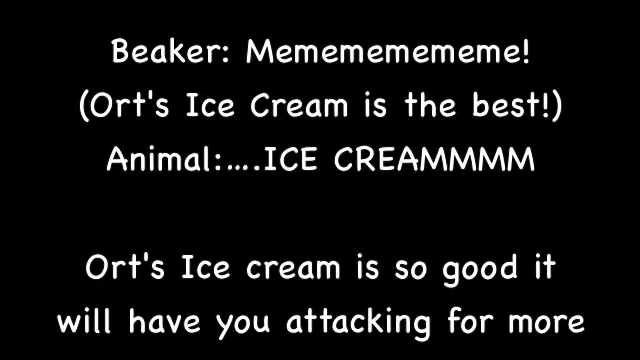 Beaker: Mememememememe!
(Ort's Ice Cream is the best!)
Animal:....ICE CREAMMMM
Ort's Ice cream is so good it
will have you attacking for more